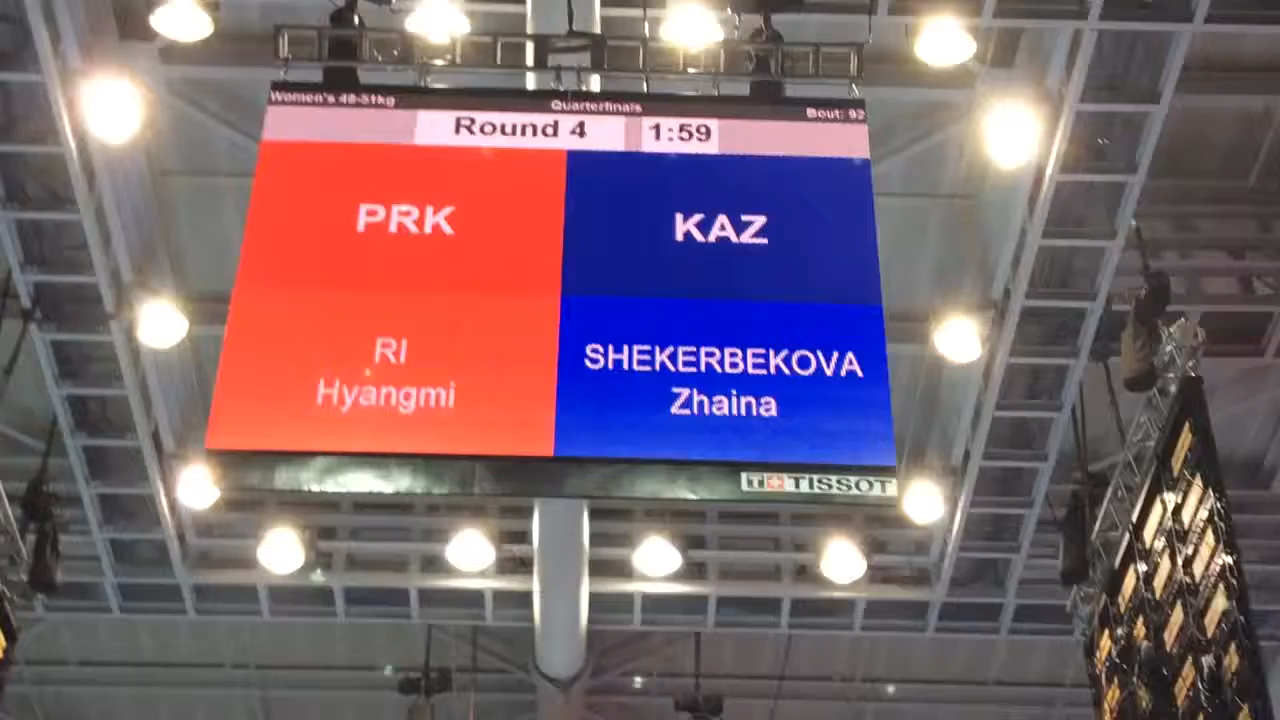 Women's 48-51kg
Quarterfinals
Bout: 92
Round 4
1:59
PRK
KAZ
RI
Hyangmi
SHEKERBEKOVA
Zhaina
TISSOT